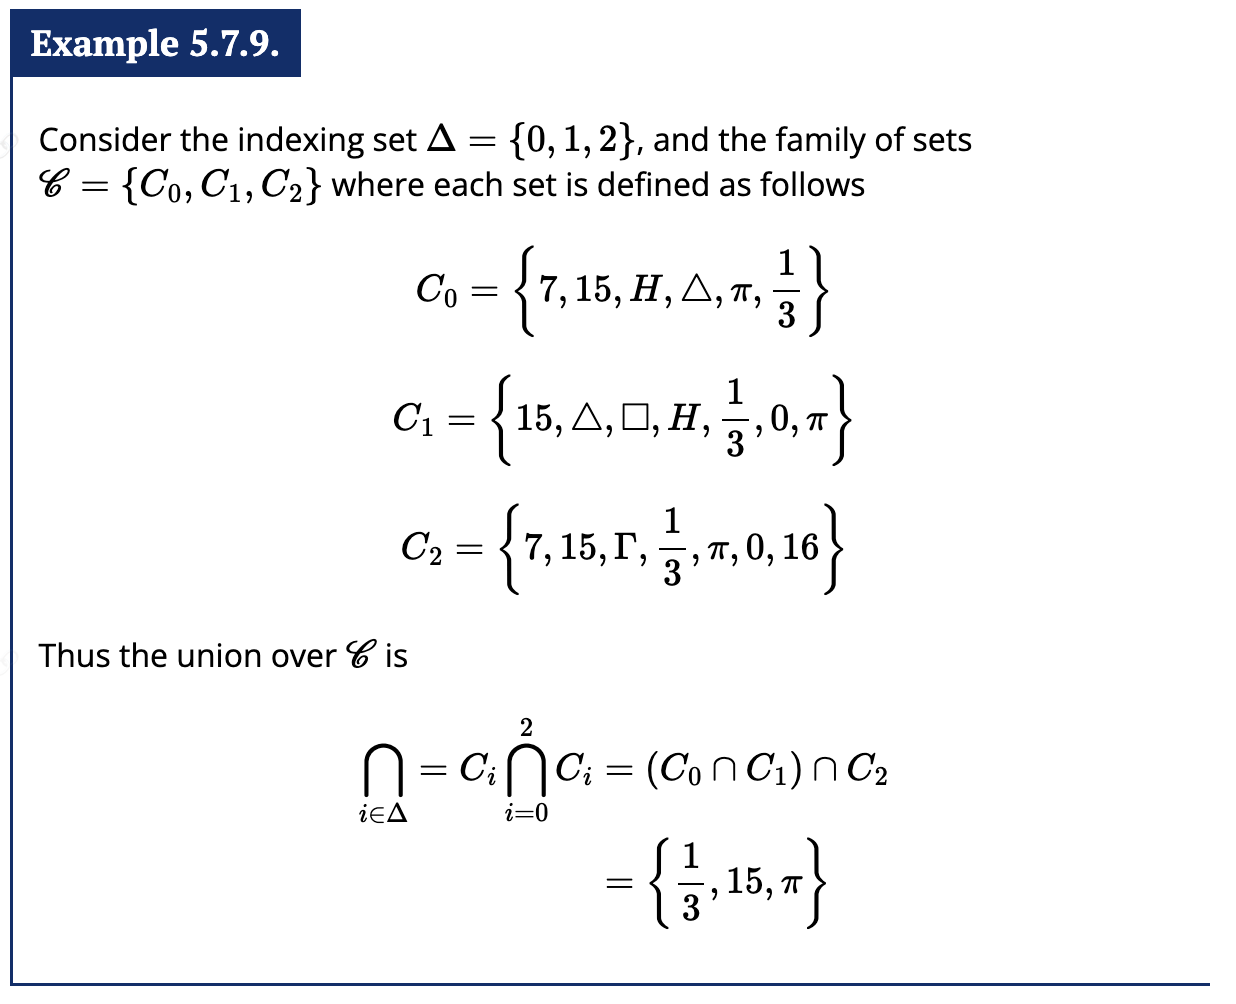 Example 5.7.9.
Consider the indexing set Δ = {0, 1, 2}, and the family of sets
𝒞 = {C₀, C₁, C₂} where each set is defined as follows
C₀ = {7, 15, H, △, π, 1/3}
C₁ = {15, △, □, H, 1/3, 0, π}
C₂ = {7, 15, Γ, 1/3, π, 0, 16}
Thus the union over 𝒞 is
⋂_{i∈Δ} = C_i ⋂_{i=0}^{2} C_i = (C₀ ∩ C₁) ∩ C₂
= {1/3, 15, π}